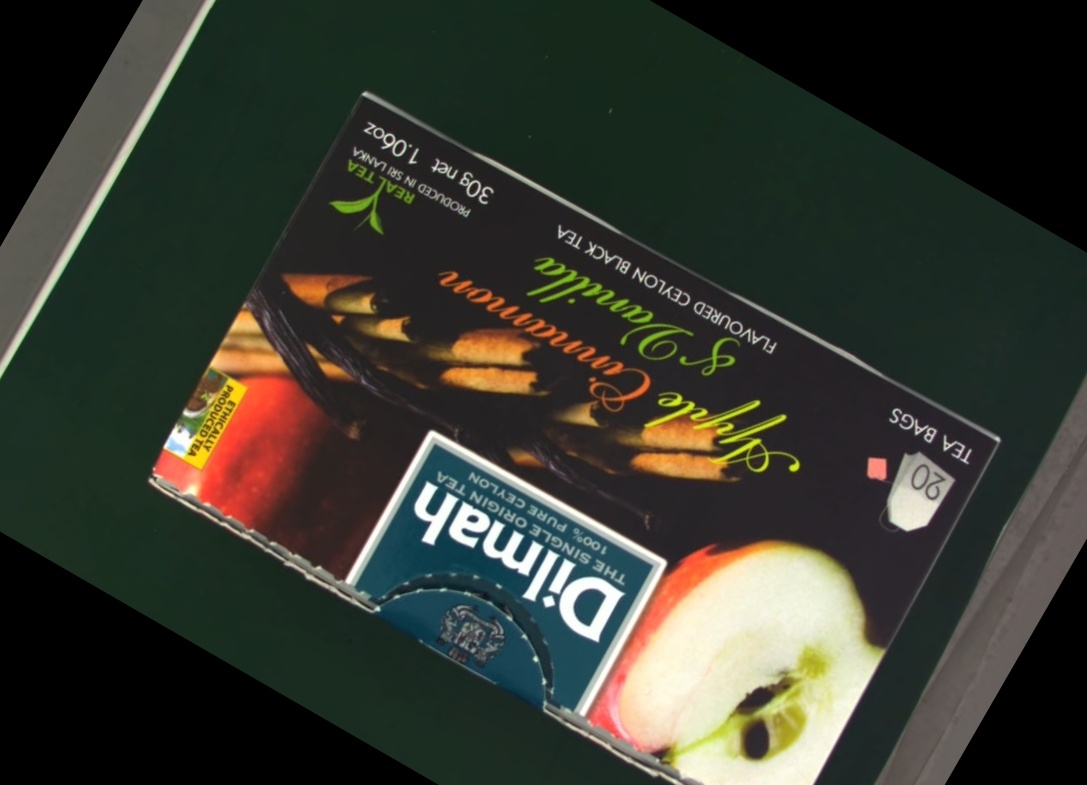 Dilmah
THE SINGLE ORIGIN TEA
100% PURE CEYLON
ETHICALLY
PRODUCED TEA
Apple Cinnamon
& Vanilla
FLAVOURED CEYLON BLACK TEA
20
TEA BAGS
REAL TEA
PRODUCED IN SRI LANKA
30g net 1.06oz